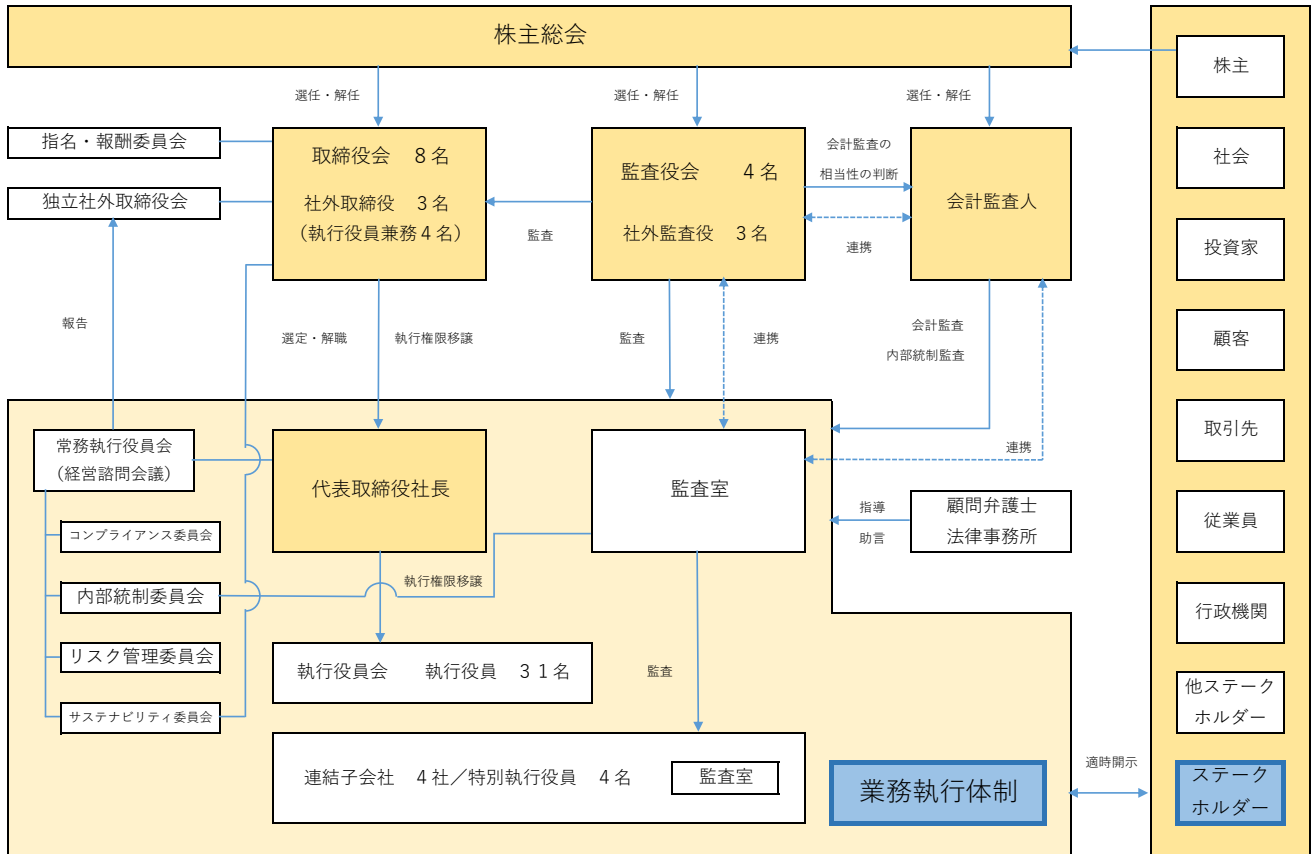 株主総会
株主
選任・解任
選任・解任
選任・解任
指名・報酬委員会
取締役会　8名
社外取締役　3名
（執行役員兼務4名）
監査役会　4名
社外監査役　3名
会計監査の
相当性の判断
会計監査人
社会
独立社外取締役会
監査
連携
投資家
報告
選定・解職
執行権限移譲
監査
連携
会計監査
内部統制監査
顧客
常務執行役員会
（経営諮問会議）
代表取締役社長
監査室
連携
取引先
コンプライアンス委員会
指導
助言
顧問弁護士
法律事務所
従業員
内部統制委員会
執行権限移譲
行政機関
リスク管理委員会
執行役員会　執行役員　31名
監査
他ステーク
ホルダー
サステナビリティ委員会
連結子会社　4社／特別執行役員　4名
監査室
業務執行体制
適時開示
ステーク
ホルダー